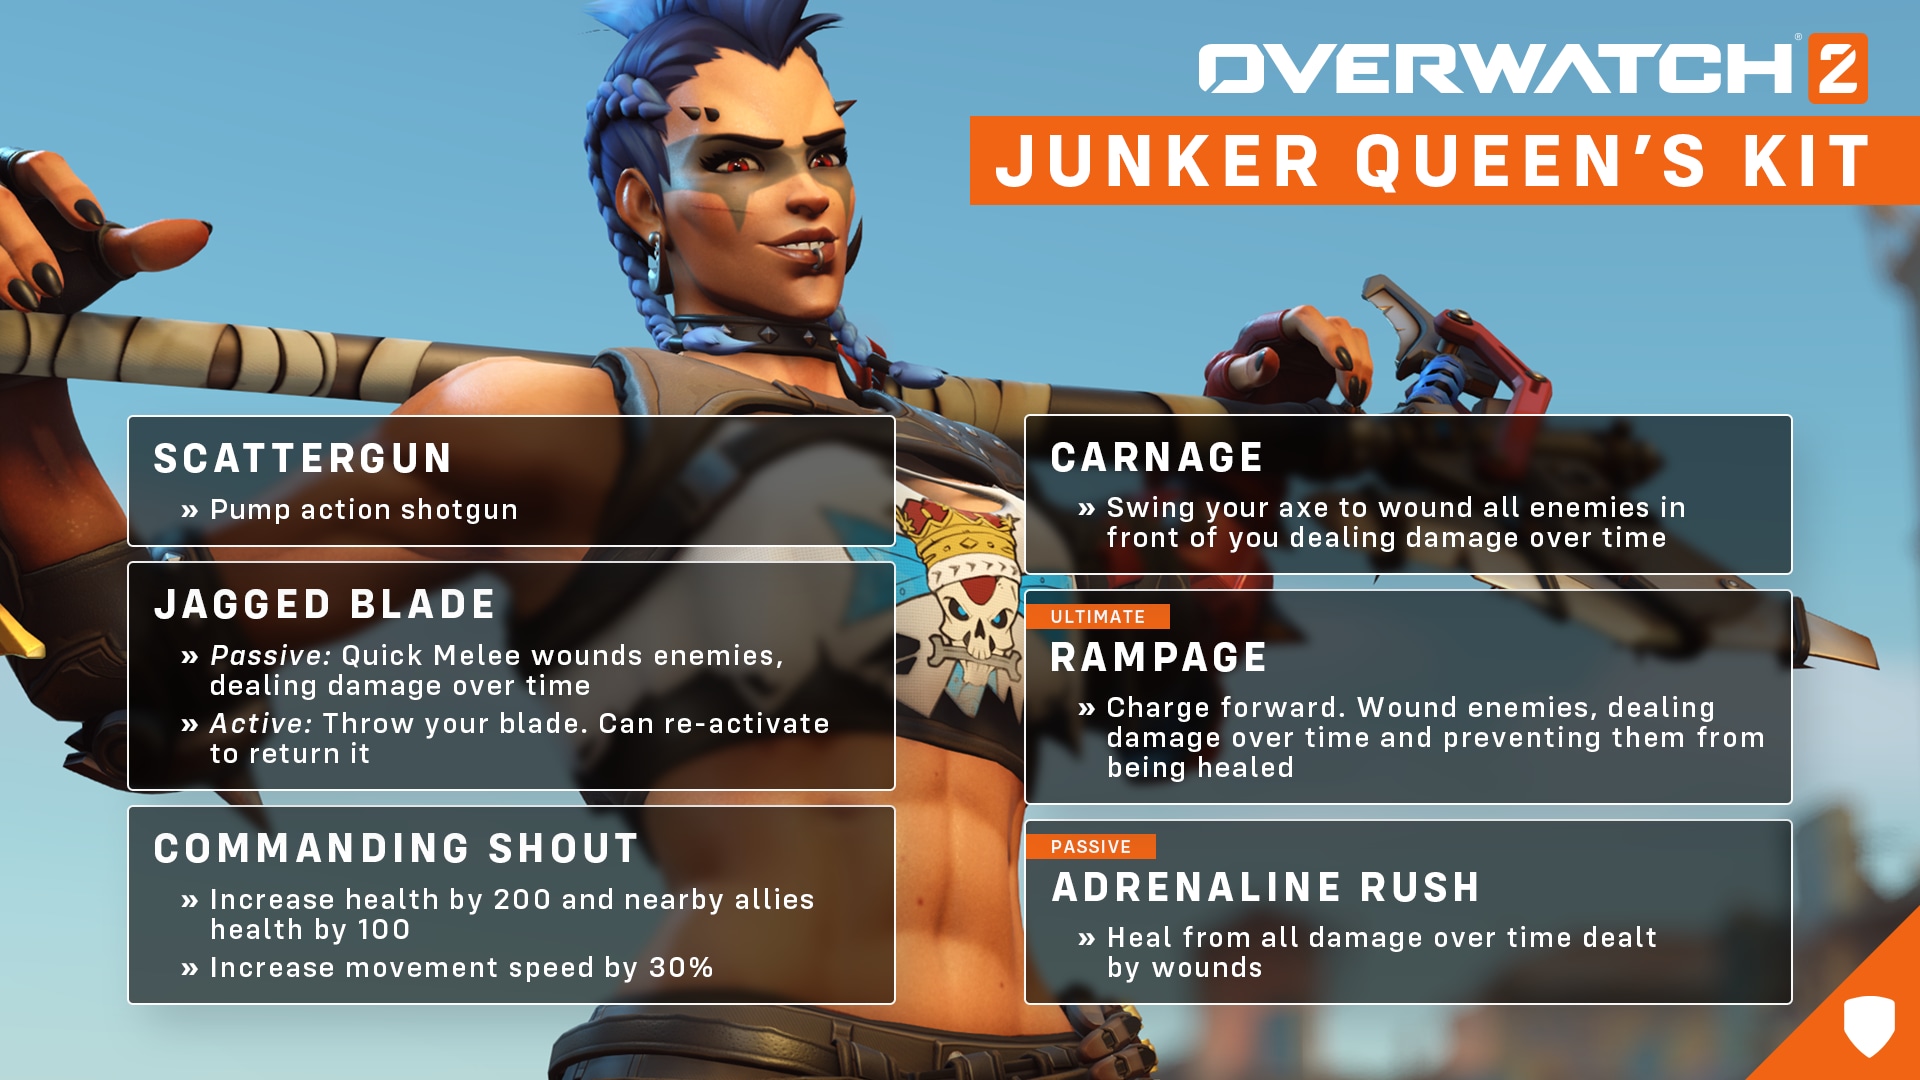 OVERWATCH® 2
JUNKER QUEEN'S KIT
SCATTERGUN
» Pump action shotgun
JAGGED BLADE
» Passive: Quick Melee wounds enemies,
dealing damage over time
» Active: Throw your blade. Can re-activate
to return it
COMMANDING SHOUT
» Increase health by 200 and nearby allies
health by 100
» Increase movement speed by 30%
CARNAGE
» Swing your axe to wound all enemies in
front of you dealing damage over time
ULTIMATE
RAMPAGE
» Charge forward. Wound enemies, dealing
damage over time and preventing them from
being healed
PASSIVE
ADRENALINE RUSH
» Heal from all damage over time dealt
by wounds